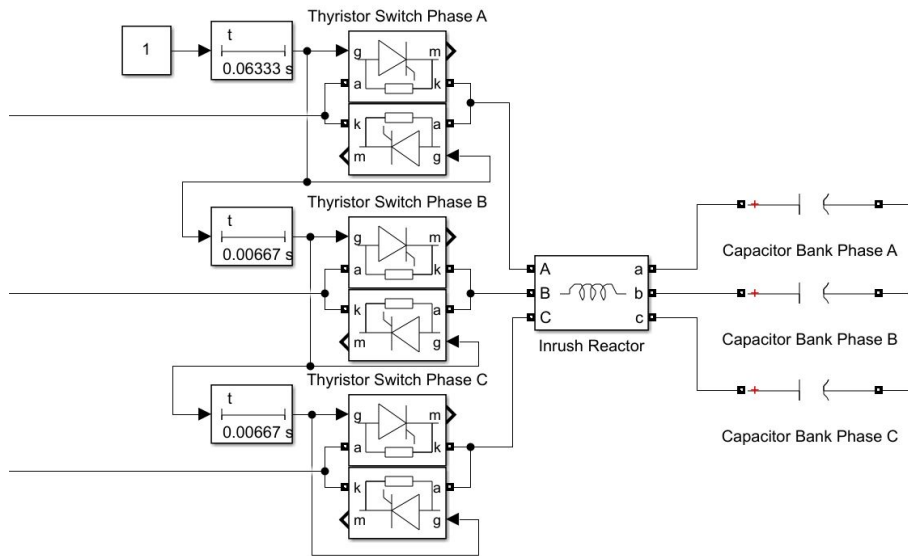 Thyristor Switch Phase A
1
t
0.06333 s
g
m
a
k
k
a
m
g
Thyristor Switch Phase B
t
0.00667 s
g
m
a
k
k
a
m
g
Thyristor Switch Phase C
t
0.00667 s
g
m
a
k
k
a
m
g
A
a
B
b
C
c
Inrush Reactor
+
Capacitor Bank Phase A
+
Capacitor Bank Phase B
+
Capacitor Bank Phase C